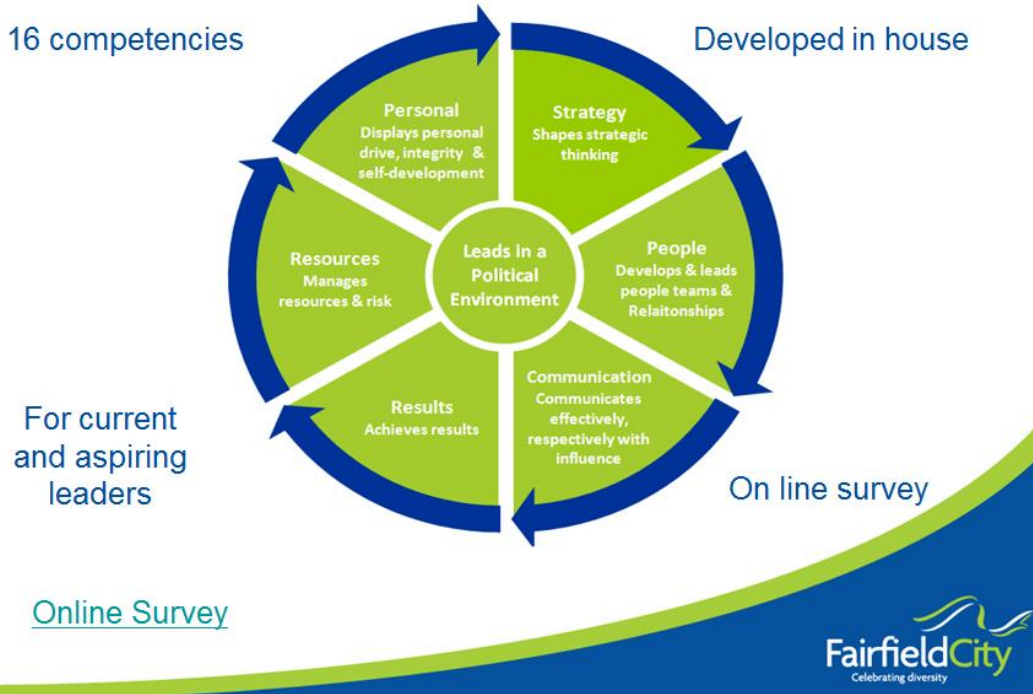 16 competencies
Developed in house
Personal
Displays personal
drive, integrity &
self-development
Strategy
Shapes strategic
thinking
Resources
Manages
resources & risk
Leads in a
Political
Environment
People
Develops & leads
people teams &
Relaitonships
Results
Achieves results
Communication
Communicates
effectively,
respectively with
influence
For current
and aspiring
leaders
On line survey
Online Survey
FairfieldCity
Celebrating diversity